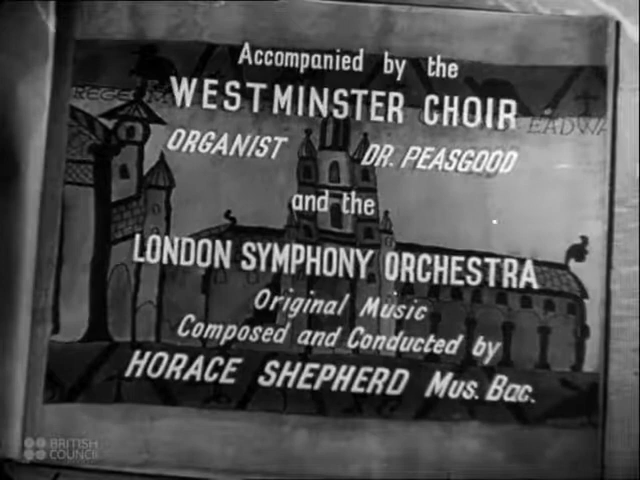 Accompanied by the
WESTMINSTER CHOIR
ORGANIST DR. PEASGOOD
and the
LONDON SYMPHONY ORCHESTRA
Original Music
Composed and Conducted by
HORACE SHEPHERD Mus. Bac.
EADWA
BRITISH
COUNCIL